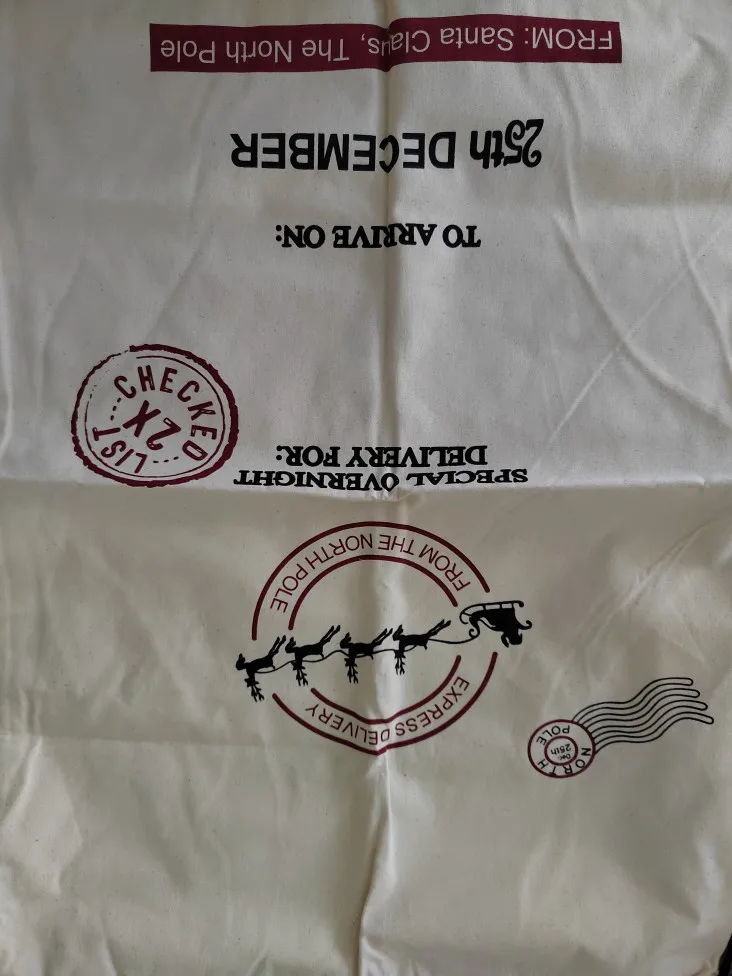 EXPRESS DELIVERY
FROM THE NORTH POLE
NORTH POLE
Dec
25th
SPECIAL OVERNIGHT
DELIVERY FOR:
CHECKED
2X
LIST
TO ARRIVE ON:
25th DECEMBER
FROM: Santa Claus, The North Pole